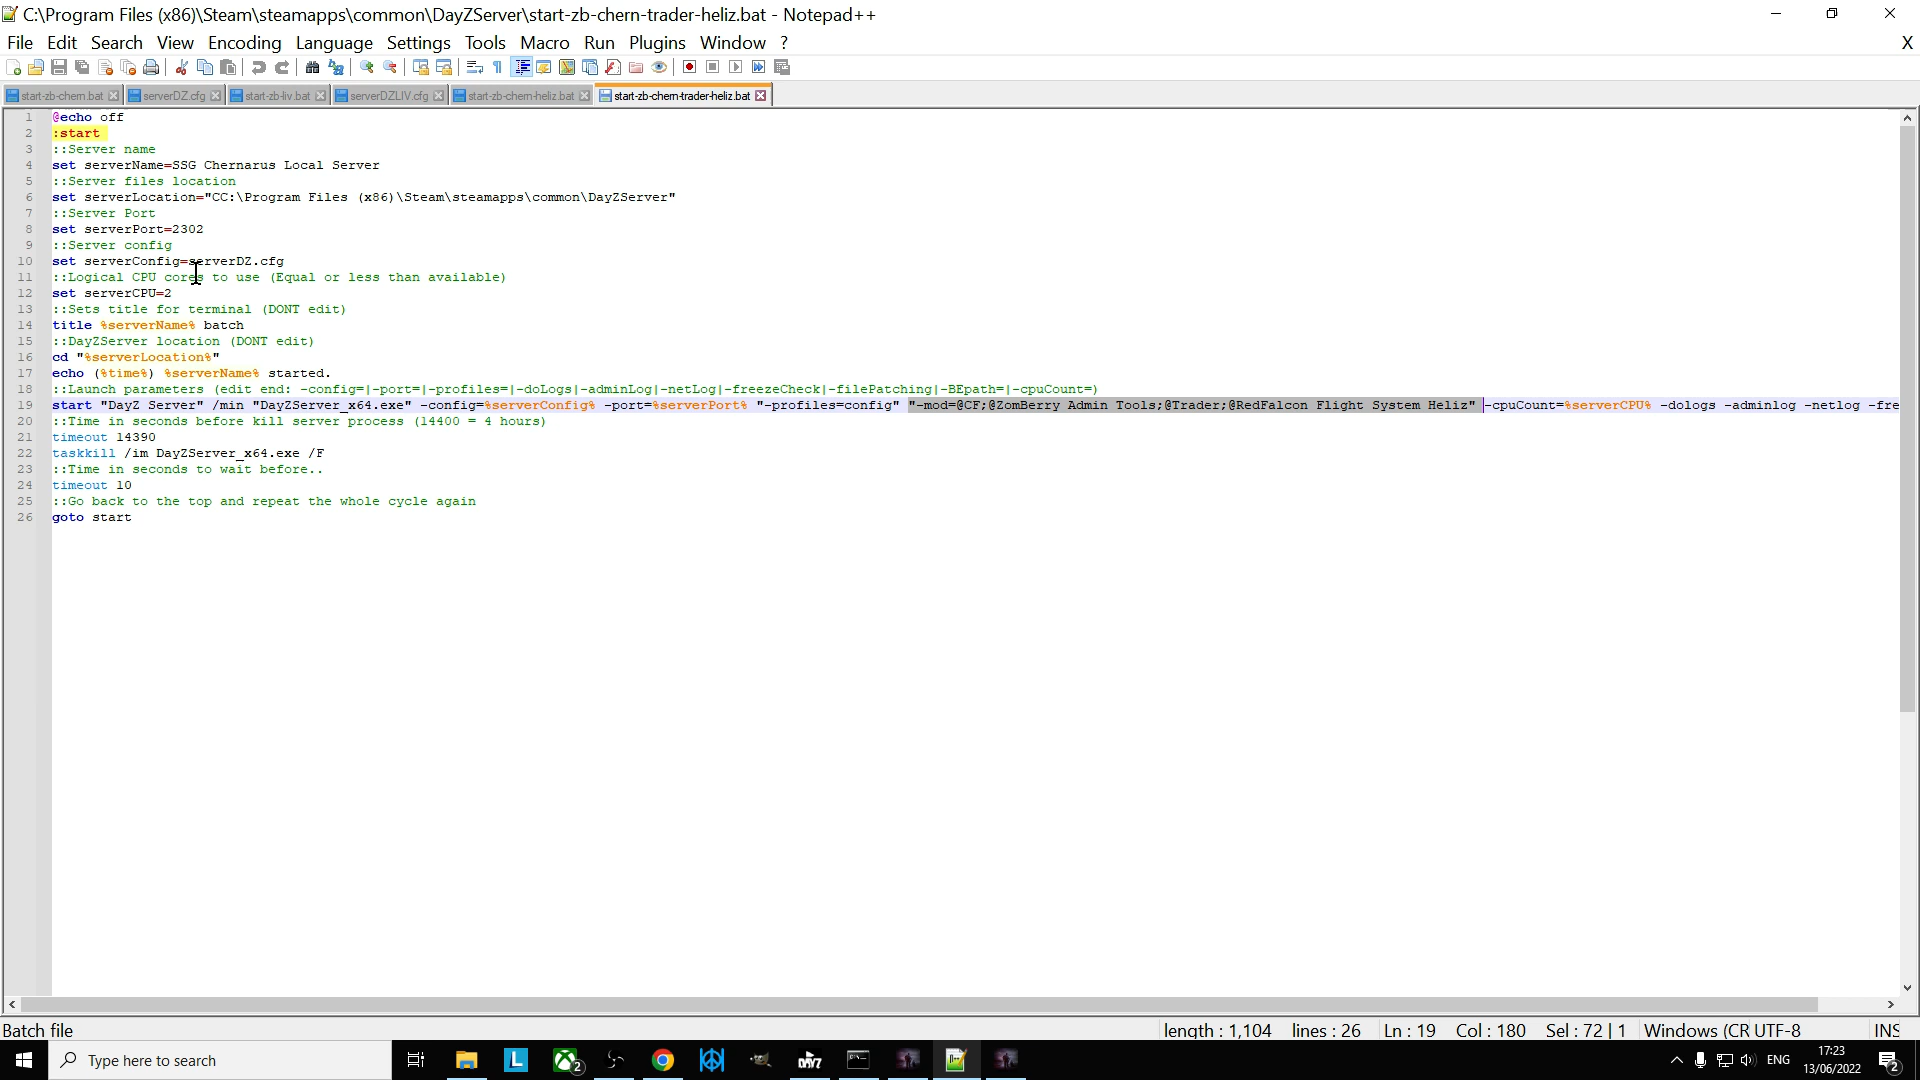 C:\Program Files (x86)\Steam\steamapps\common\DayZServer\start-zb-chern-trader-heliz.bat - Notepad++
File Edit Search View Encoding Language Settings Tools Macro Run Plugins Window ? X
start-zb-chern.bat serverDZ.cfg start-zb-liv.bat serverDZLIV.cfg start-zb-chern-heliz.bat start-zb-chern-trader-heliz.bat
1 @echo off
2 :start
3 ::Server name
4 set serverName=SSG Chernarus Local Server
5 ::Server files location
6 set serverLocation="CC:\Program Files (x86)\Steam\steamapps\common\DayZServer"
7 ::Server Port
8 set serverPort=2302
9 ::Server config
10 set serverConfig=serverDZ.cfg
11 ::Logical CPU cores to use (Equal or less than available)
12 set serverCPU=2
13 ::Sets title for terminal (DONT edit)
14 title %serverName% batch
15 ::DayZServer location (DONT edit)
16 cd "%serverLocation%"
17 echo (%time%) %serverName% started.
18 ::Launch parameters (edit end: -config=|-port=|-profiles=|-doLogs|-adminLog|-netLog|-freezeCheck|-filePatching|-BEpath=|-cpuCount=)
19 start "DayZ Server" /min "DayZServer_x64.exe" -config=%serverConfig% -port=%serverPort% "-profiles=config" "-mod=@CF;@ZomBerry Admin Tools;@Trader;@RedFalcon Flight System Heliz" -cpuCount=%serverCPU% -dologs -adminlog -netlog -fre
20 ::Time in seconds before kill server process (14400 = 4 hours)
21 timeout 14390
22 taskkill /im DayZServer_x64.exe /F
23 ::Time in seconds to wait before..
24 timeout 10
25 ::Go back to the top and repeat the whole cycle again
26 goto start
Batch file length : 1,104 lines : 26 Ln : 19 Col : 180 Sel : 72 | 1 Windows (CR UTF-8 INS
Type here to search L 2 DAYZ ENG 17:23 2
13/06/2022